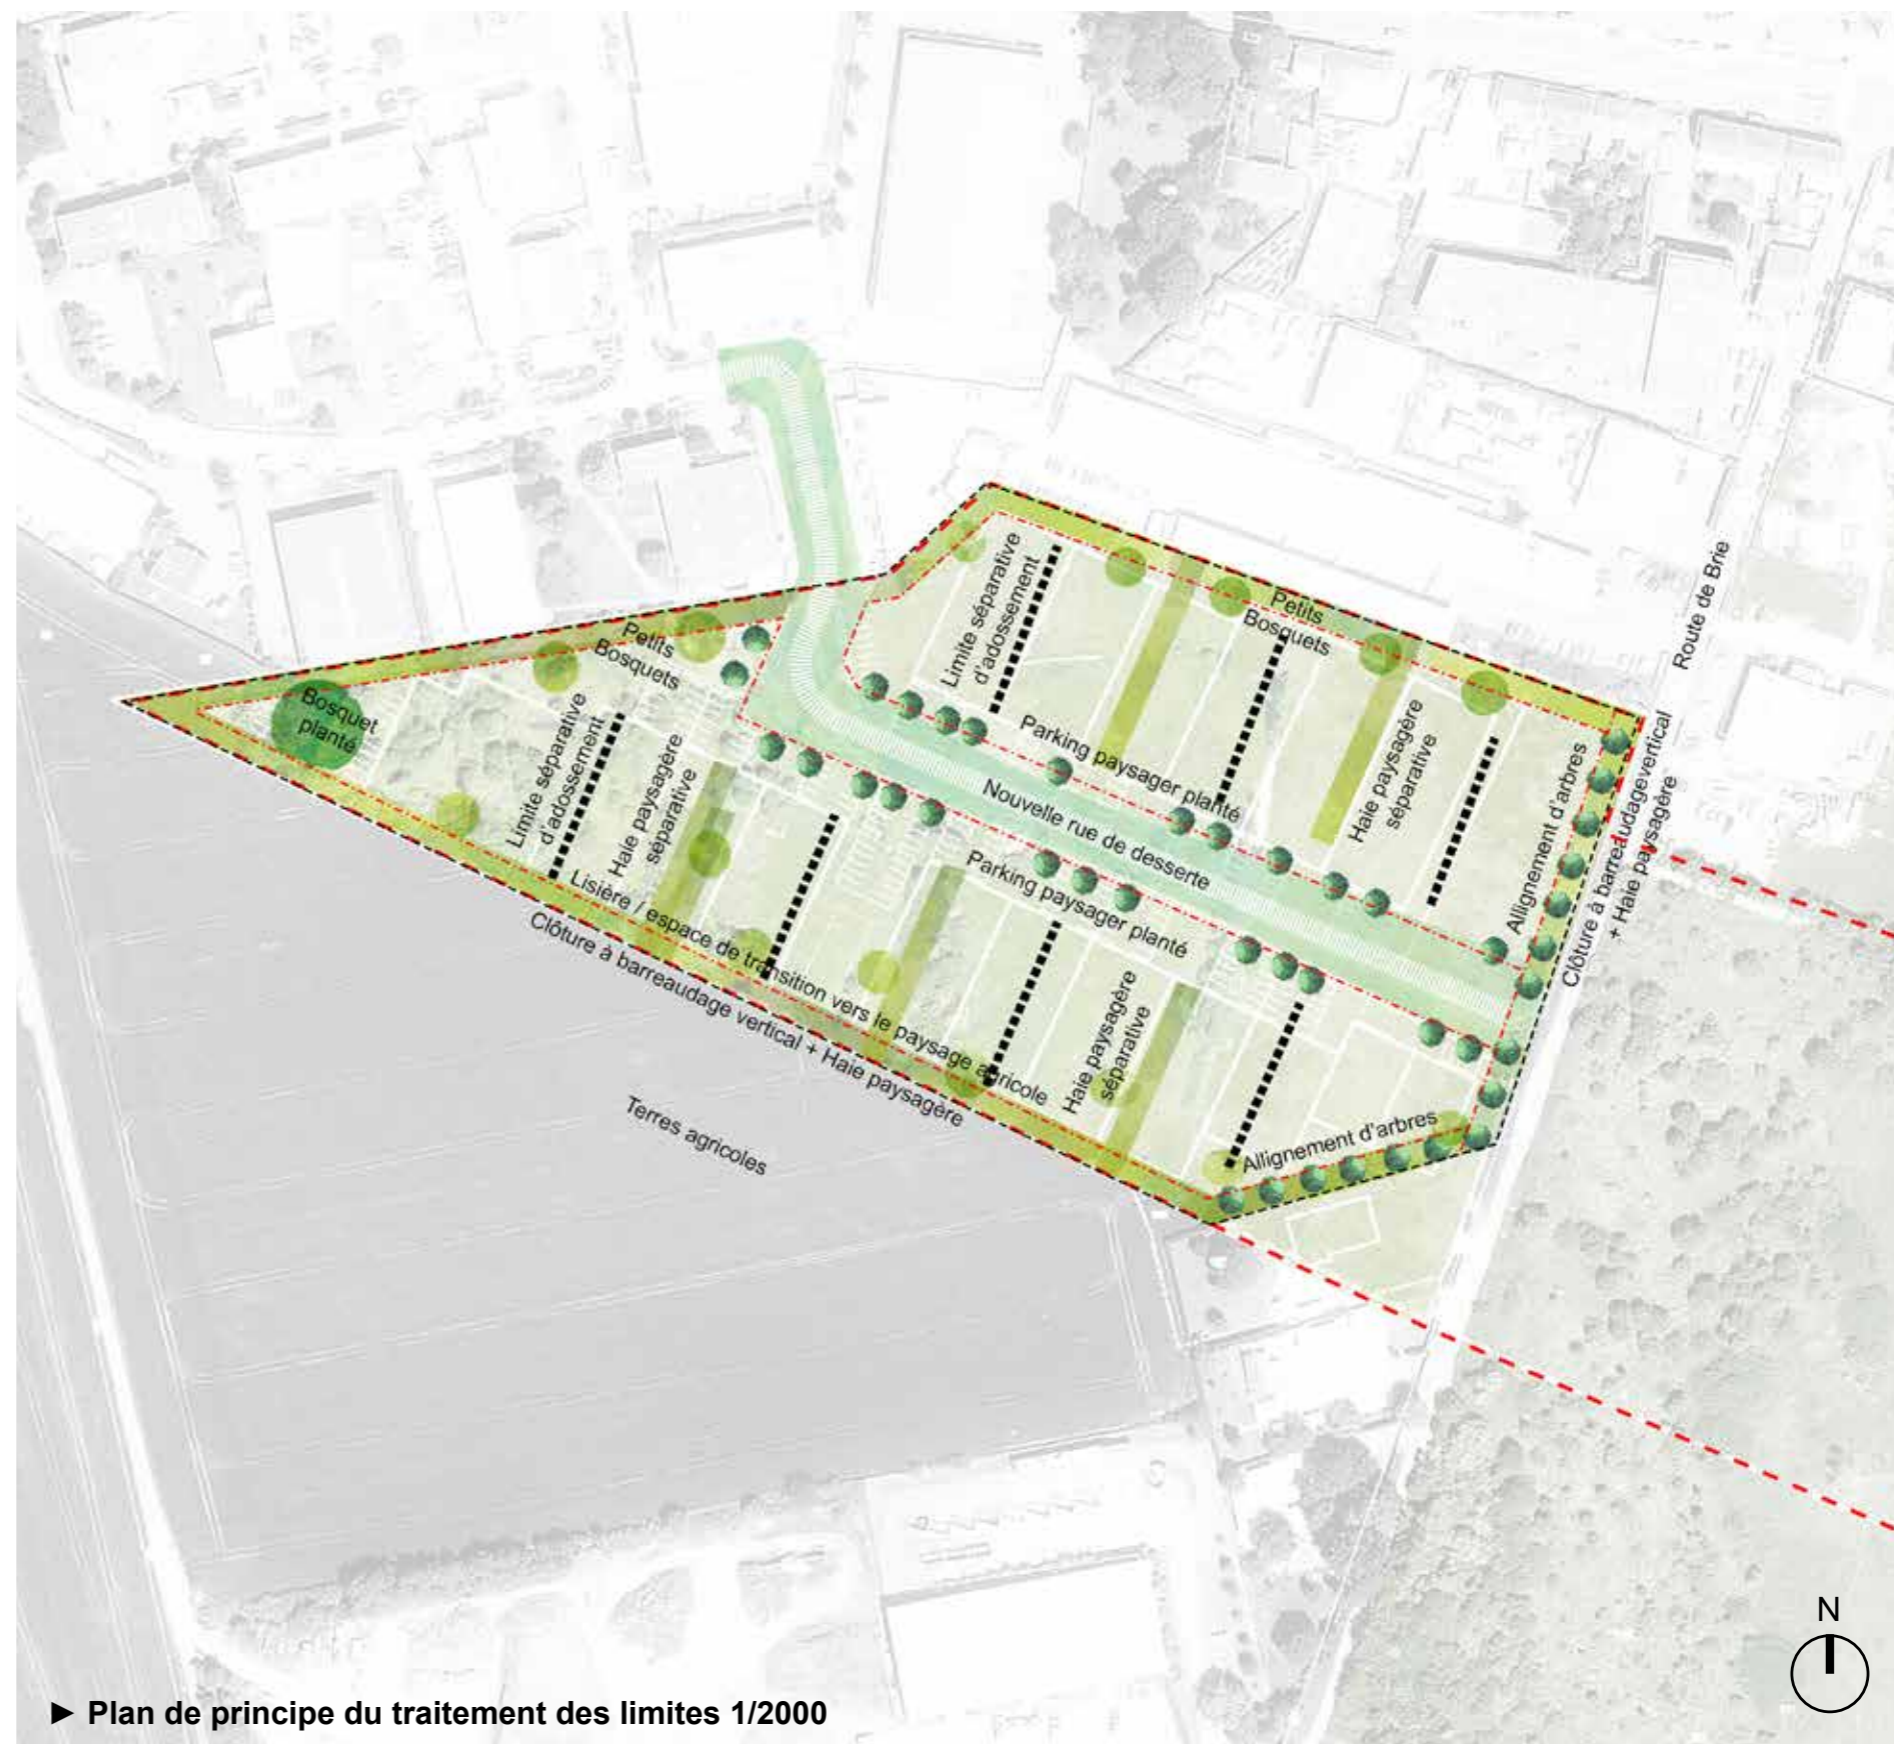 Route de Brie
Limite séparative
d'adossement
Petits
Bosquets
Petits
Bosquets
Bosquet
planté
Limite séparative
d'adossement
Haie paysagère
séparative
Parking paysager planté
Nouvelle rue de desserte
Parking paysager planté
Haie paysagère
séparative
Allignement d'arbres
Clôture à barreaudagevertical
+ Haie paysagère
Lisière / espace de transition vers le paysage agricole
Clôture à barreaudage vertical + Haie paysagère
Haie paysagère
séparative
Allignement d'arbres
Terres agricoles
N
► Plan de principe du traitement des limites 1/2000